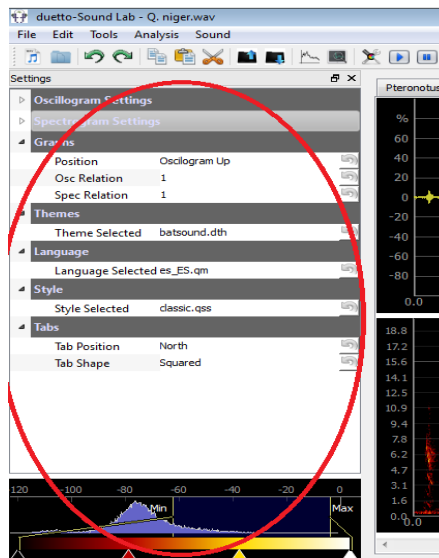 duetto-Sound Lab - Q. niger.wav
File Edit Tools Analysis Sound
Settings
Pteronotus
Oscillogram Settings
Spectrogram Settings
Graphs
Position Oscilogram Up
Osc Relation 1
Spec Relation 1
Themes
Theme Selected batsound.dth
Language
Language Selected es_ES.qm
Style
Style Selected classic.qss
Tabs
Tab Position North
Tab Shape Squared
%
60
40
20
0
-20
-40
-60
-80
0.0
18.8
17.2
15.6
14.1
12.5
10.9
9.4
7.8
6.2
4.7
3.1
1.6
0.0
0.0
120 -100 -80 -60 -40 -20 0
Min Max